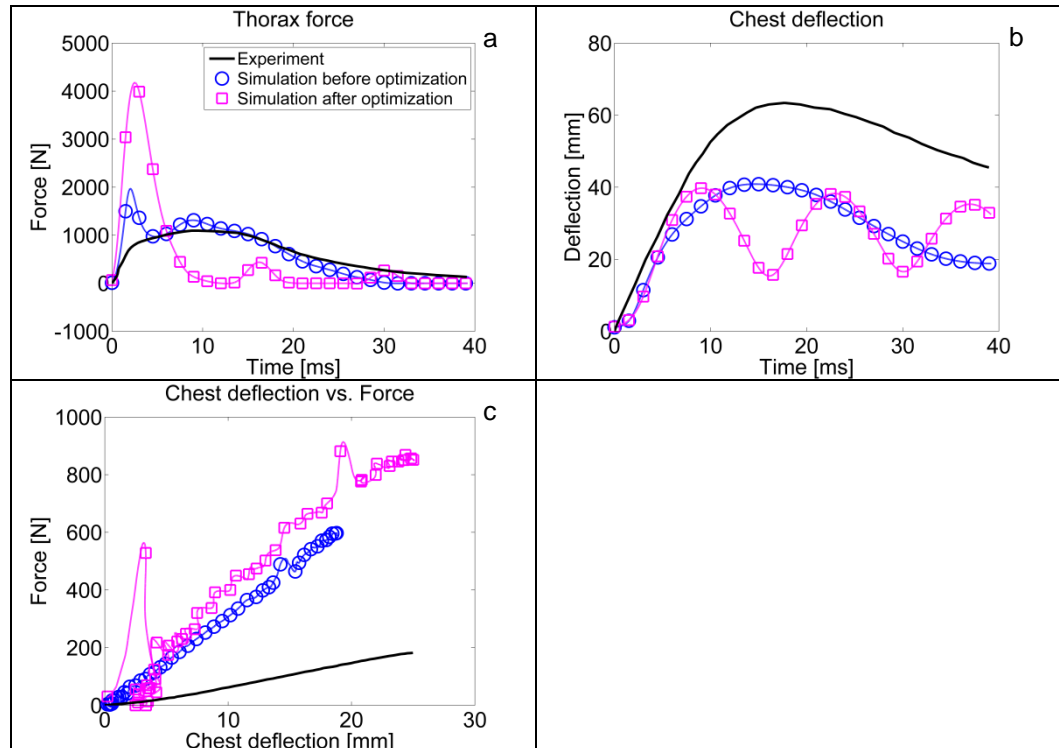 Thorax force
a
5000
4000
3000
2000
1000
0
-1000
Force [N]
Experiment
Simulation before optimization
Simulation after optimization
0 10 20 30 40
Time [ms]
Chest deflection
b
80
60
40
20
0
Deflection [mm]
0 10 20 30 40
Time [ms]
Chest deflection vs. Force
c
1000
800
600
400
200
0
Force [N]
0 10 20 30
Chest deflection [mm]